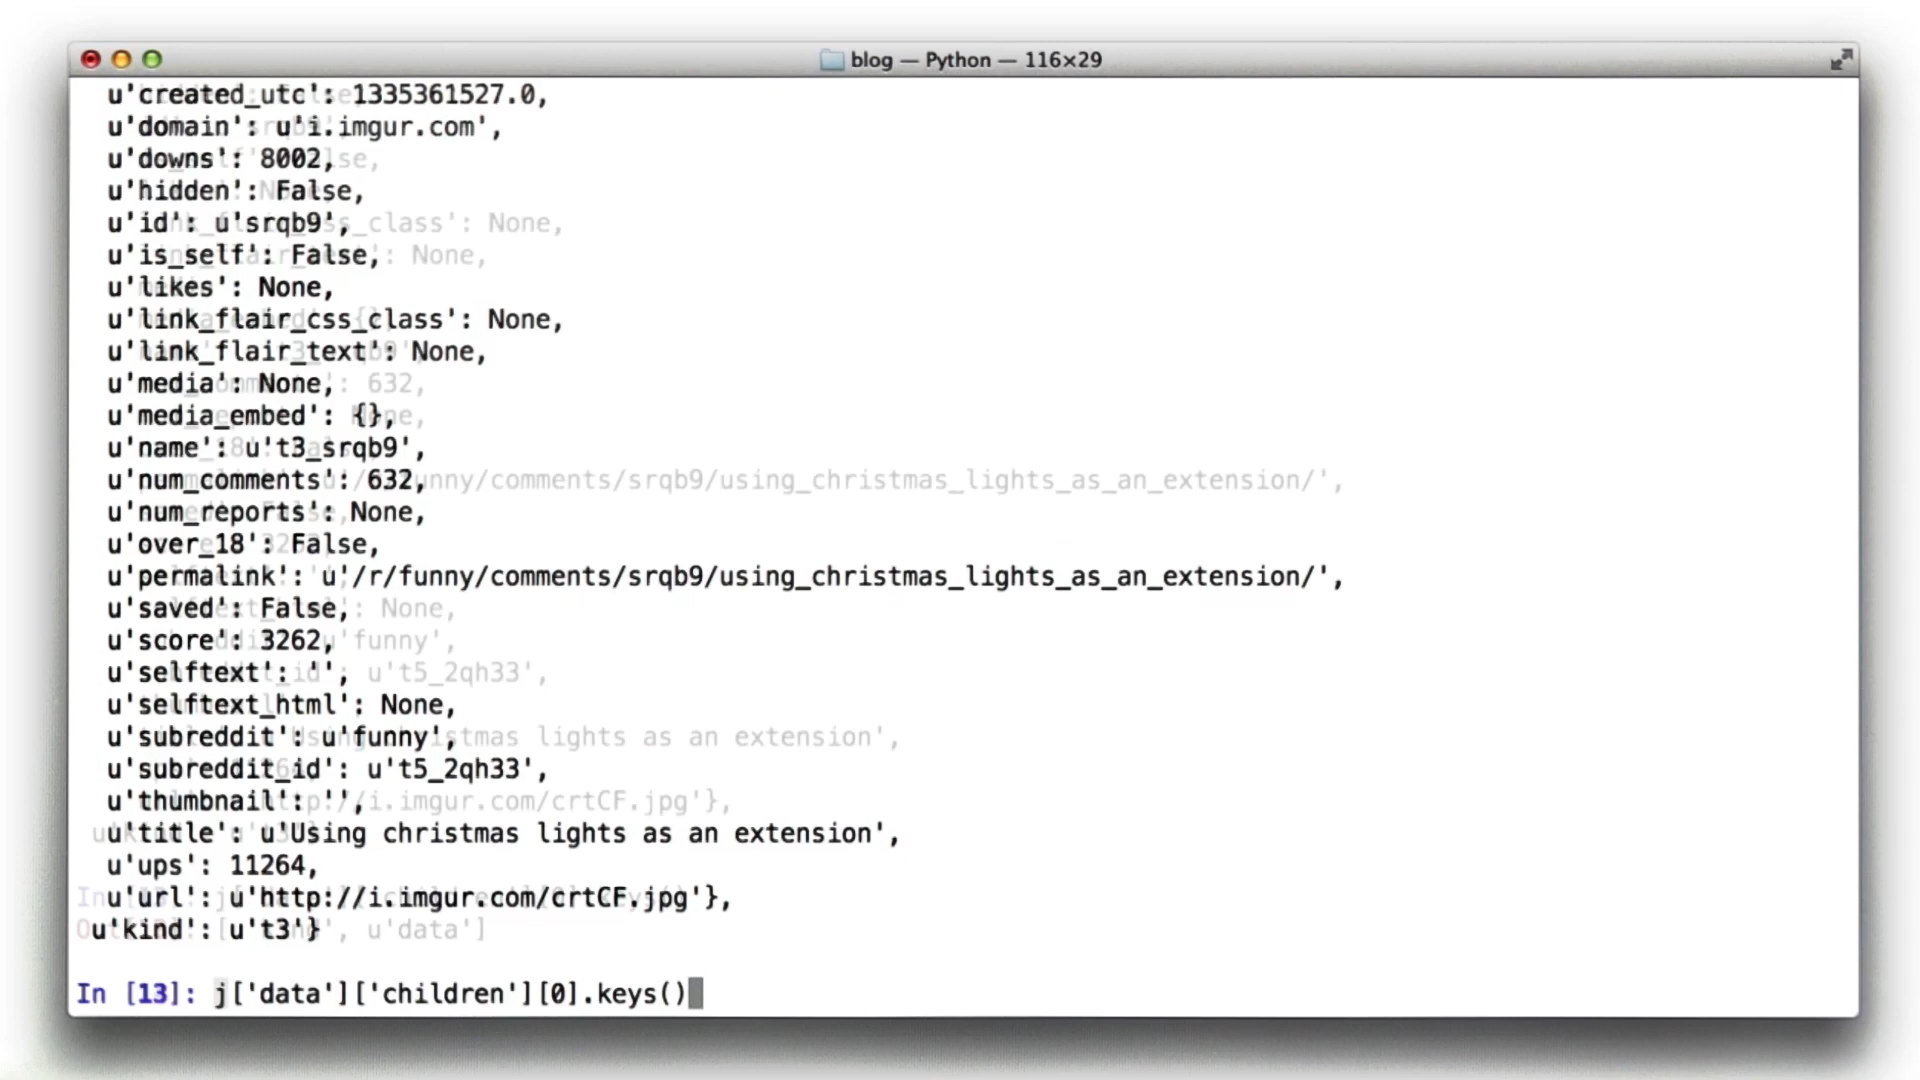 blog — Python — 116×29
u'created_utc': 1335361527.0,
u'domain': u'i.imgur.com',
u'downs': 8002,
u'hidden': False,
u'id': u'srqb9',
u'is_self': False,
u'likes': None,
u'link_flair_css_class': None,
u'link_flair_text': None,
u'media': None,
u'media_embed': {},
u'name': u't3_srqb9',
u'num_comments': 632,
u'num_reports': None,
u'over_18': False,
u'permalink': u'/r/funny/comments/srqb9/using_christmas_lights_as_an_extension/',
u'saved': False,
u'score': 3262,
u'selftext': '',
u'selftext_html': None,
u'subreddit': u'funny',
u'subreddit_id': u't5_2qh33',
u'thumbnail': '',
u'title': u'Using christmas lights as an extension',
u'ups': 11264,
u'url': u'http://i.imgur.com/crtCF.jpg'},
u'kind': u't3'}
In [13]: j['data']['children'][0].keys()